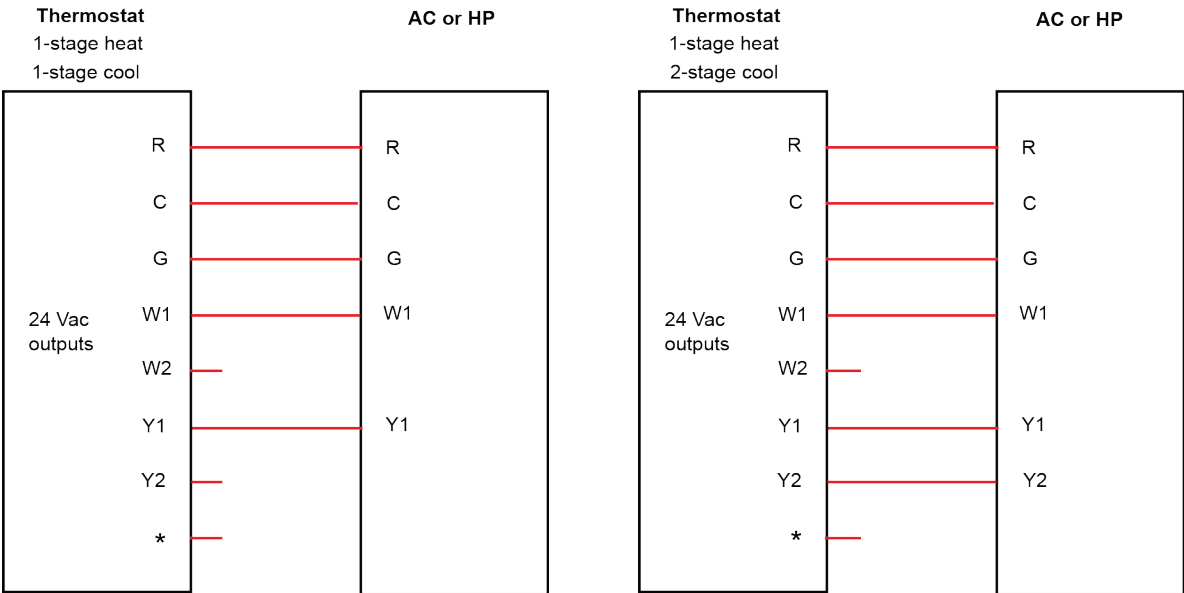 Thermostat
1-stage heat
1-stage cool
AC or HP
R
C
G
W1
W2
Y1
Y2
*
24 Vac
outputs
R
C
G
W1
Y1
Thermostat
1-stage heat
2-stage cool
AC or HP
R
C
G
W1
W2
Y1
Y2
*
24 Vac
outputs
R
C
G
W1
Y1
Y2